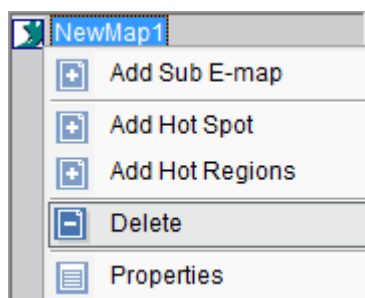 NewMap1
Add Sub E-map
Add Hot Spot
Add Hot Regions
Delete
Properties